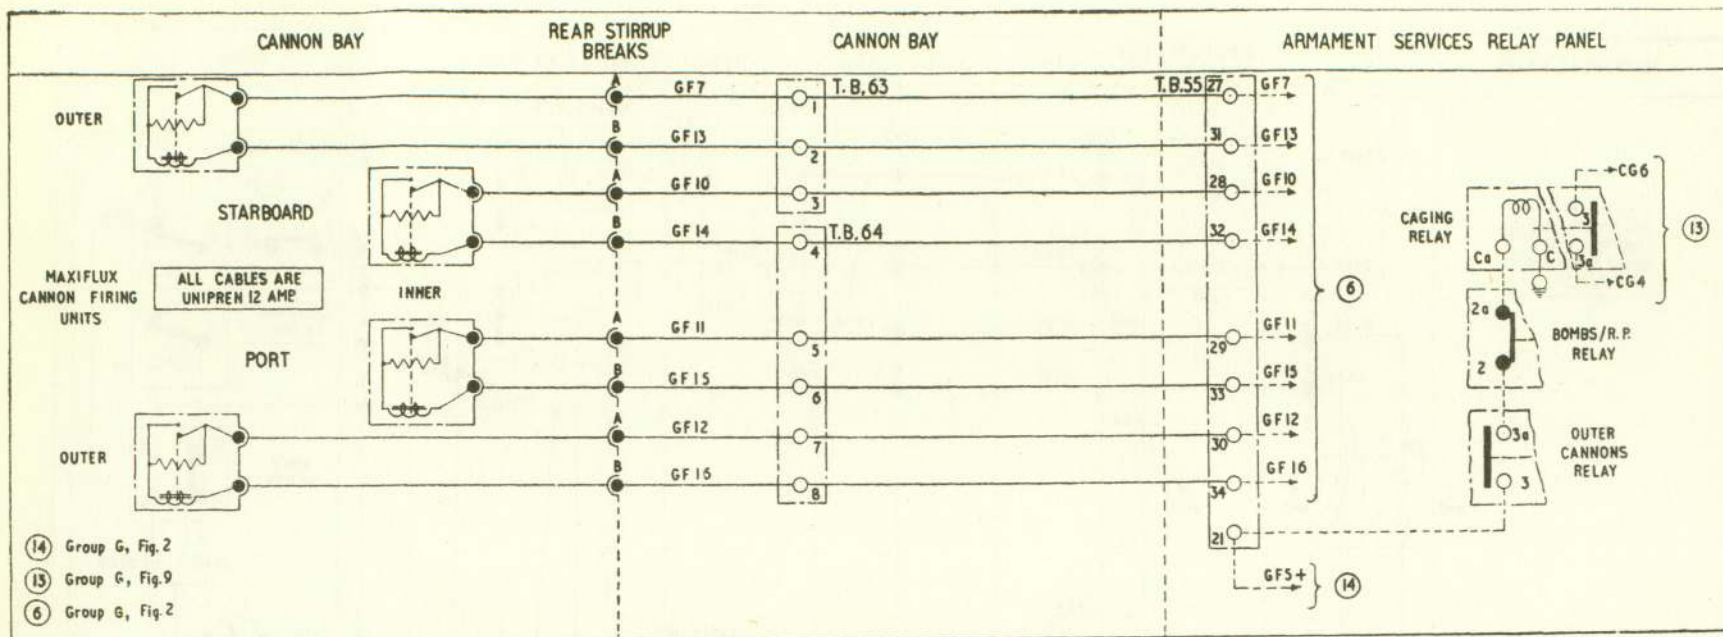 CANNON BAY
REAR STIRRUP
BREAKS
CANNON BAY
ARMAMENT SERVICES RELAY PANEL
OUTER
A
GF7
1
T.B,63
T.B.55
27
GF7
B
GF13
2
31
GF13
A
GF10
3
28
GF10
STARBOARD
B
GF14
4
T.B,64
32
GF14
INNER
MAXIFLUX
CANNON FIRING
UNITS
ALL CABLES ARE
UNIPREN 12 AMP
PORT
A
GF11
5
29
GF11
B
GF15
6
33
GF15
OUTER
A
GF12
7
30
GF12
B
GF16
8
34
GF16
21
GF5+
14
6
CAGING
RELAY
Ca
C
3
3a
CG6
CG4
13
2a
2
BOMBS/R.P.
RELAY
3a
3
OUTER
CANNONS
RELAY
14 Group G, Fig.2
13 Group G, Fig.9
6 Group G, Fig.2